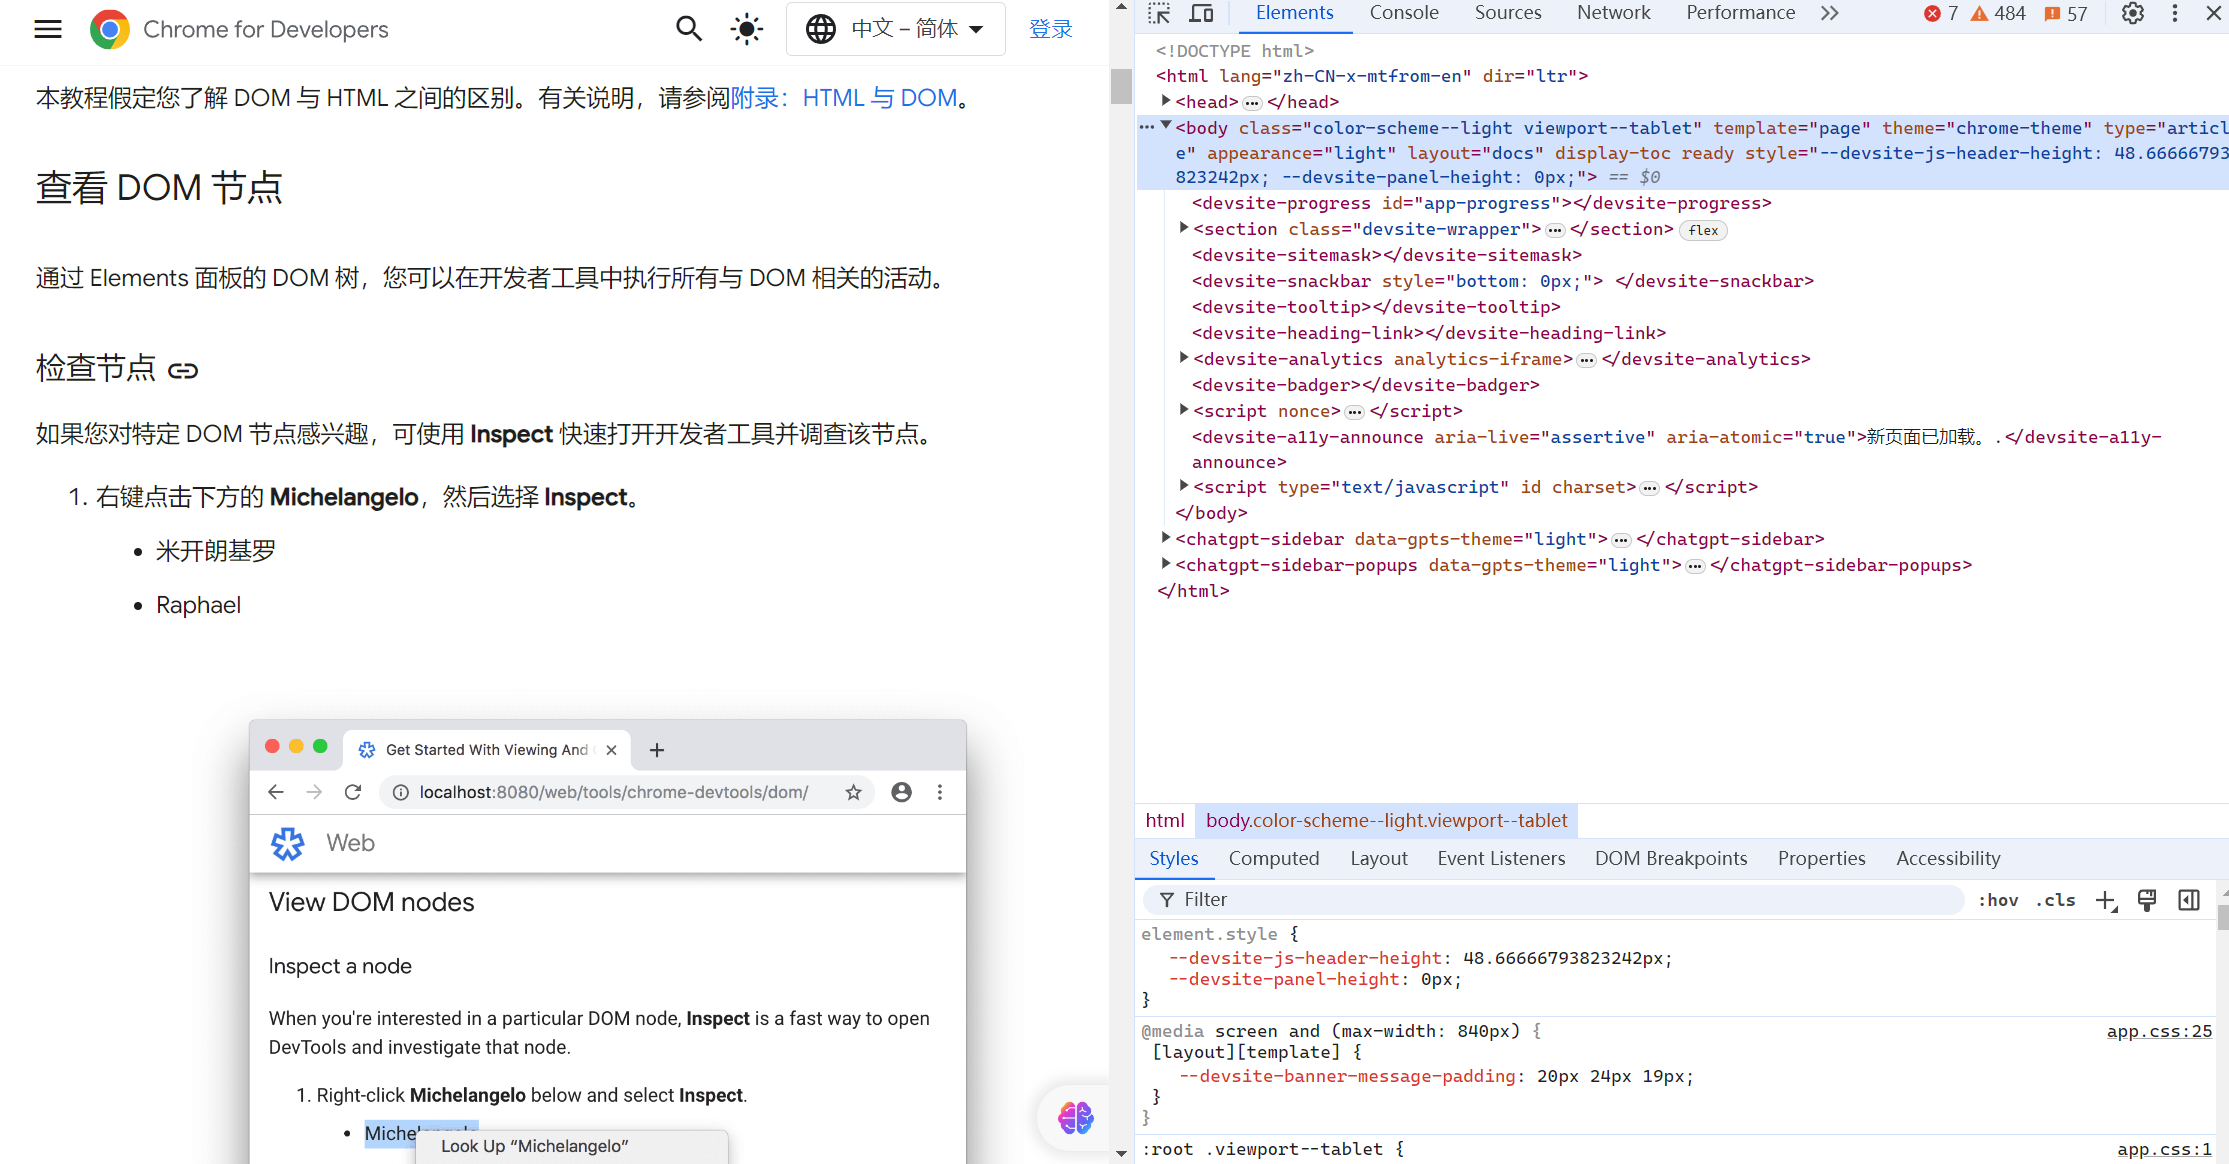 Chrome for Developers
中文 – 简体
登录
本教程假定您了解 DOM 与 HTML 之间的区别。有关说明，请参阅附录：HTML 与 DOM。
查看 DOM 节点
通过 Elements 面板的 DOM 树，您可以在开发者工具中执行所有与 DOM 相关的活动。
检查节点
如果您对特定 DOM 节点感兴趣，可使用 Inspect 快速打开开发者工具并调查该节点。
1. 右键点击下方的 Michelangelo，然后选择 Inspect。
• 米开朗基罗
• Raphael
Get Started With Viewing And
localhost:8080/web/tools/chrome-devtools/dom/
Web
View DOM nodes
Inspect a node
When you're interested in a particular DOM node, Inspect is a fast way to open
DevTools and investigate that node.
1. Right-click Michelangelo below and select Inspect.
Look Up “Michelangelo”
Elements Console Sources Network Performance 7 484 57
<!DOCTYPE html>
<html lang="zh-CN-x-mtfrom-en" dir="ltr">
<head> ··· </head>
··· <body class="color-scheme--light viewport--tablet" template="page" theme="chrome-theme" type="articl
e" appearance="light" layout="docs" display-toc ready style="--devsite-js-header-height: 48.66666793
823242px; --devsite-panel-height: 0px;"> == $0
<devsite-progress id="app-progress"></devsite-progress>
<section class="devsite-wrapper"> ··· </section> flex
<devsite-sitemask></devsite-sitemask>
<devsite-snackbar style="bottom: 0px;"> </devsite-snackbar>
<devsite-tooltip></devsite-tooltip>
<devsite-heading-link></devsite-heading-link>
<devsite-analytics analytics-iframe> ··· </devsite-analytics>
<devsite-badger></devsite-badger>
<script nonce> ··· </script>
<devsite-a11y-announce aria-live="assertive" aria-atomic="true">新页面已加载。.</devsite-a11y-
announce>
<script type="text/javascript" id charset> ··· </script>
</body>
<chatgpt-sidebar data-gpts-theme="light"> ··· </chatgpt-sidebar>
<chatgpt-sidebar-popups data-gpts-theme="light"> ··· </chatgpt-sidebar-popups>
</html>
html body.color-scheme--light.viewport--tablet
Styles Computed Layout Event Listeners DOM Breakpoints Properties Accessibility
Filter :hov .cls
element.style {
--devsite-js-header-height: 48.66666793823242px;
--devsite-panel-height: 0px;
}
@media screen and (max-width: 840px) { app.css:25
[layout][template] {
--devsite-banner-message-padding: 20px 24px 19px;
}
}
:root .viewport--tablet { app.css:1